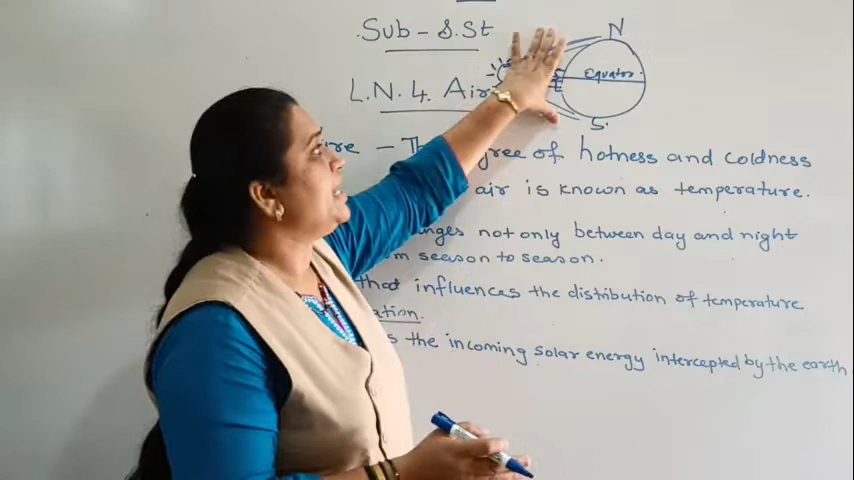 Sub - S.St
N
L.N. 4. Air
Equator
S.
re - Th gree of hotness and coldness
air is known as temperature.
nges not only between day and night
m season to season.
that influences the distribution of temperature
ation.
s the incoming solar energy intercepted by the earth